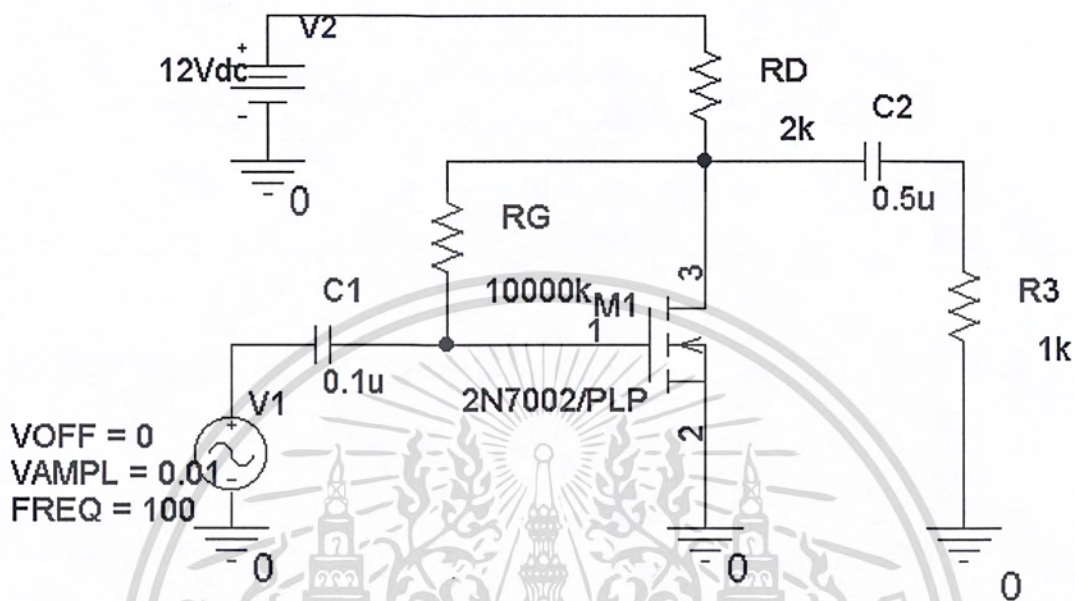 V2
12Vdc
+
-
0
RD
2k
C2
0.5u
RG
10000k
C1
0.1u
M1
1
3
2
2N7002/PLP
R3
1k
V1
+
-
VOFF = 0
VAMPL = 0.01
FREQ = 100
0
0
0